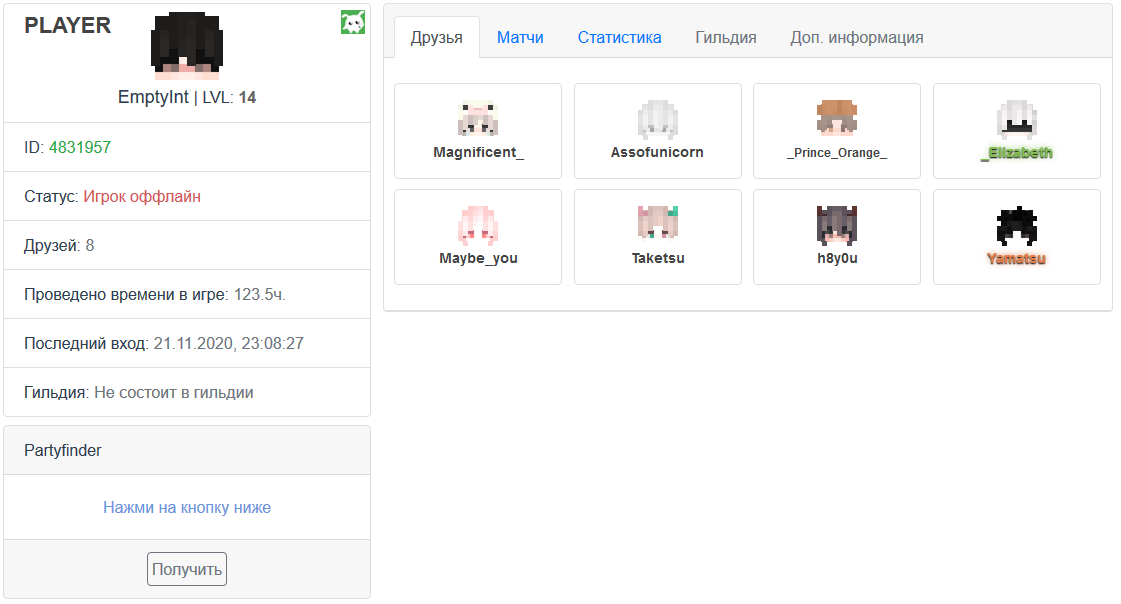 PLAYER
EmptyInt | LVL: 14
ID: 4831957
Статус: Игрок оффлайн
Друзей: 8
Проведено времени в игре: 123.5ч.
Последний вход: 21.11.2020, 23:08:27
Гильдия: Не состоит в гильдии
Partyfinder
Нажми на кнопку ниже
Получить
Друзья Матчи Статистика Гильдия Доп. информация
Magnificent_ Assofunicorn _Prince_Orange_ _Elizabeth
Maybe_you Taketsu h8y0u Yamatsu